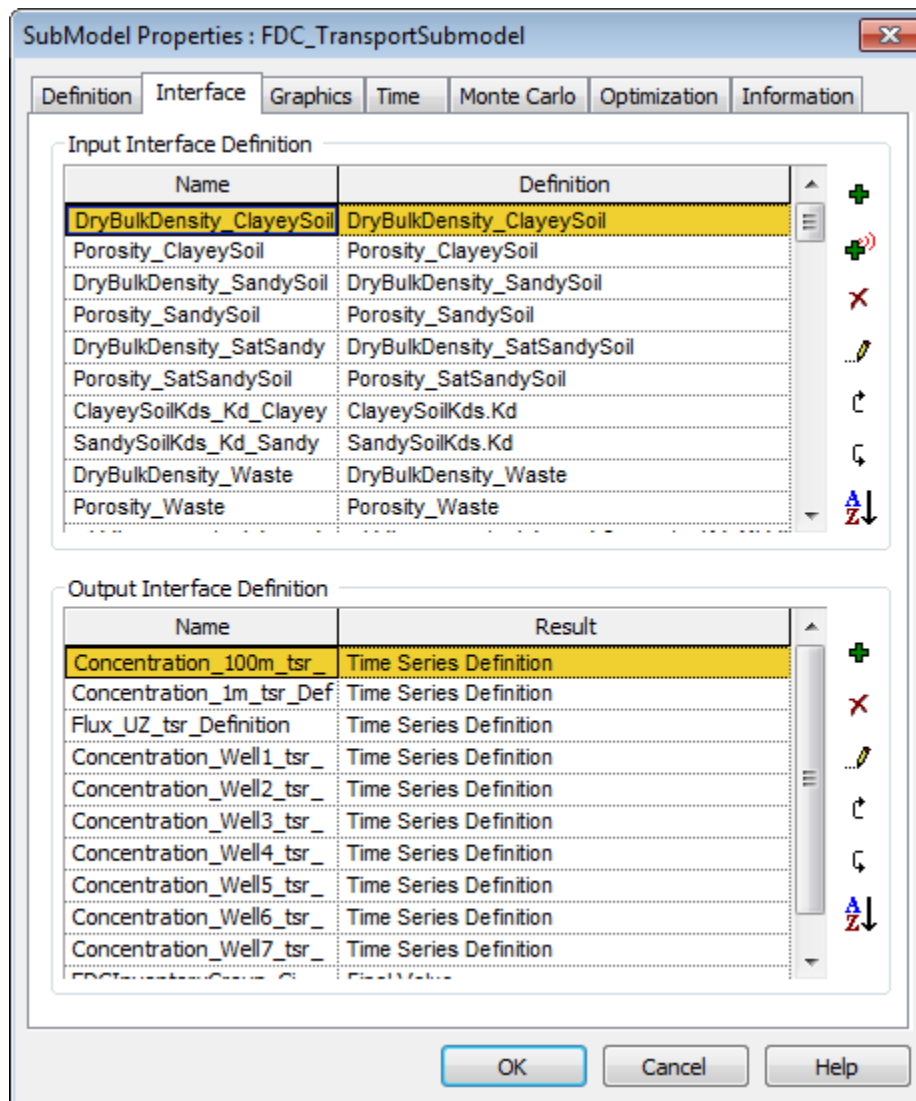 SubModel Properties : FDC_TransportSubmodel
Definition Interface Graphics Time Monte Carlo Optimization Information
Input Interface Definition
Name Definition
DryBulkDensity_ClayeySoil DryBulkDensity_ClayeySoil
Porosity_ClayeySoil Porosity_ClayeySoil
DryBulkDensity_SandySoil DryBulkDensity_SandySoil
Porosity_SandySoil Porosity_SandySoil
DryBulkDensity_SatSandy DryBulkDensity_SatSandySoil
Porosity_SatSandySoil Porosity_SatSandySoil
ClayeySoilKds_Kd_Clayey ClayeySoilKds.Kd
SandySoilKds_Kd_Sandy SandySoilKds.Kd
DryBulkDensity_Waste DryBulkDensity_Waste
Porosity_Waste Porosity_Waste
A
Z
Output Interface Definition
Name Result
Concentration_100m_tsr_ Time Series Definition
Concentration_1m_tsr_Def Time Series Definition
Flux_UZ_tsr_Definition Time Series Definition
Concentration_Well1_tsr_ Time Series Definition
Concentration_Well2_tsr_ Time Series Definition
Concentration_Well3_tsr_ Time Series Definition
Concentration_Well4_tsr_ Time Series Definition
Concentration_Well5_tsr_ Time Series Definition
Concentration_Well6_tsr_ Time Series Definition
Concentration_Well7_tsr_ Time Series Definition
A
Z
OK Cancel Help